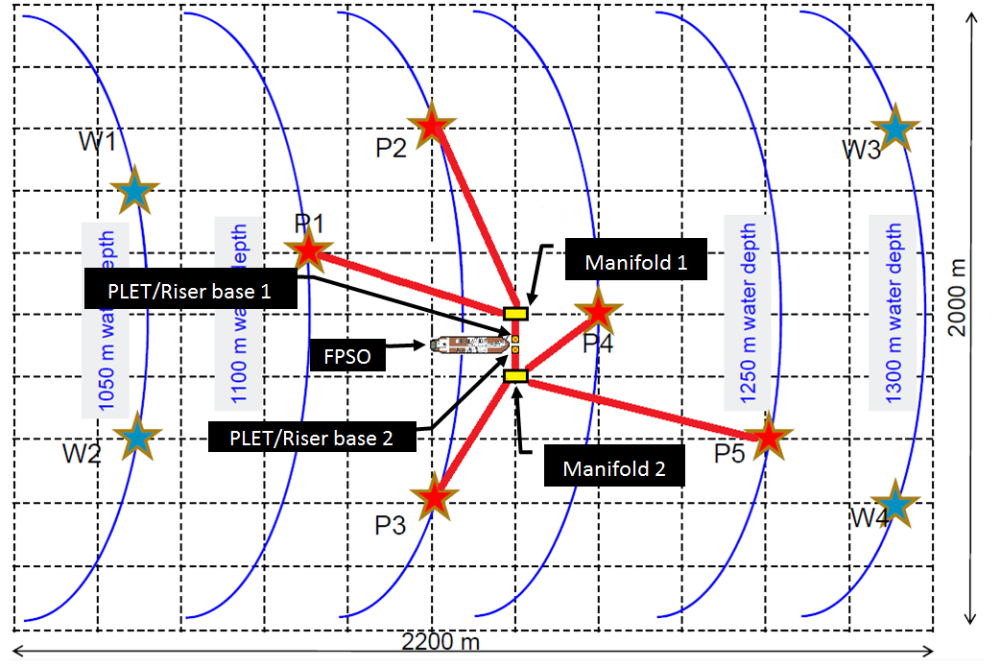 W1
P2
W3
P1
1050 m water depth
1100 m water depth
Manifold 1
PLET/Riser base 1
1250 m water depth
1300 m water depth
2000 m
P4
FPSO
PLET/Riser base 2
W2
P5
Manifold 2
P3
W4
2200 m